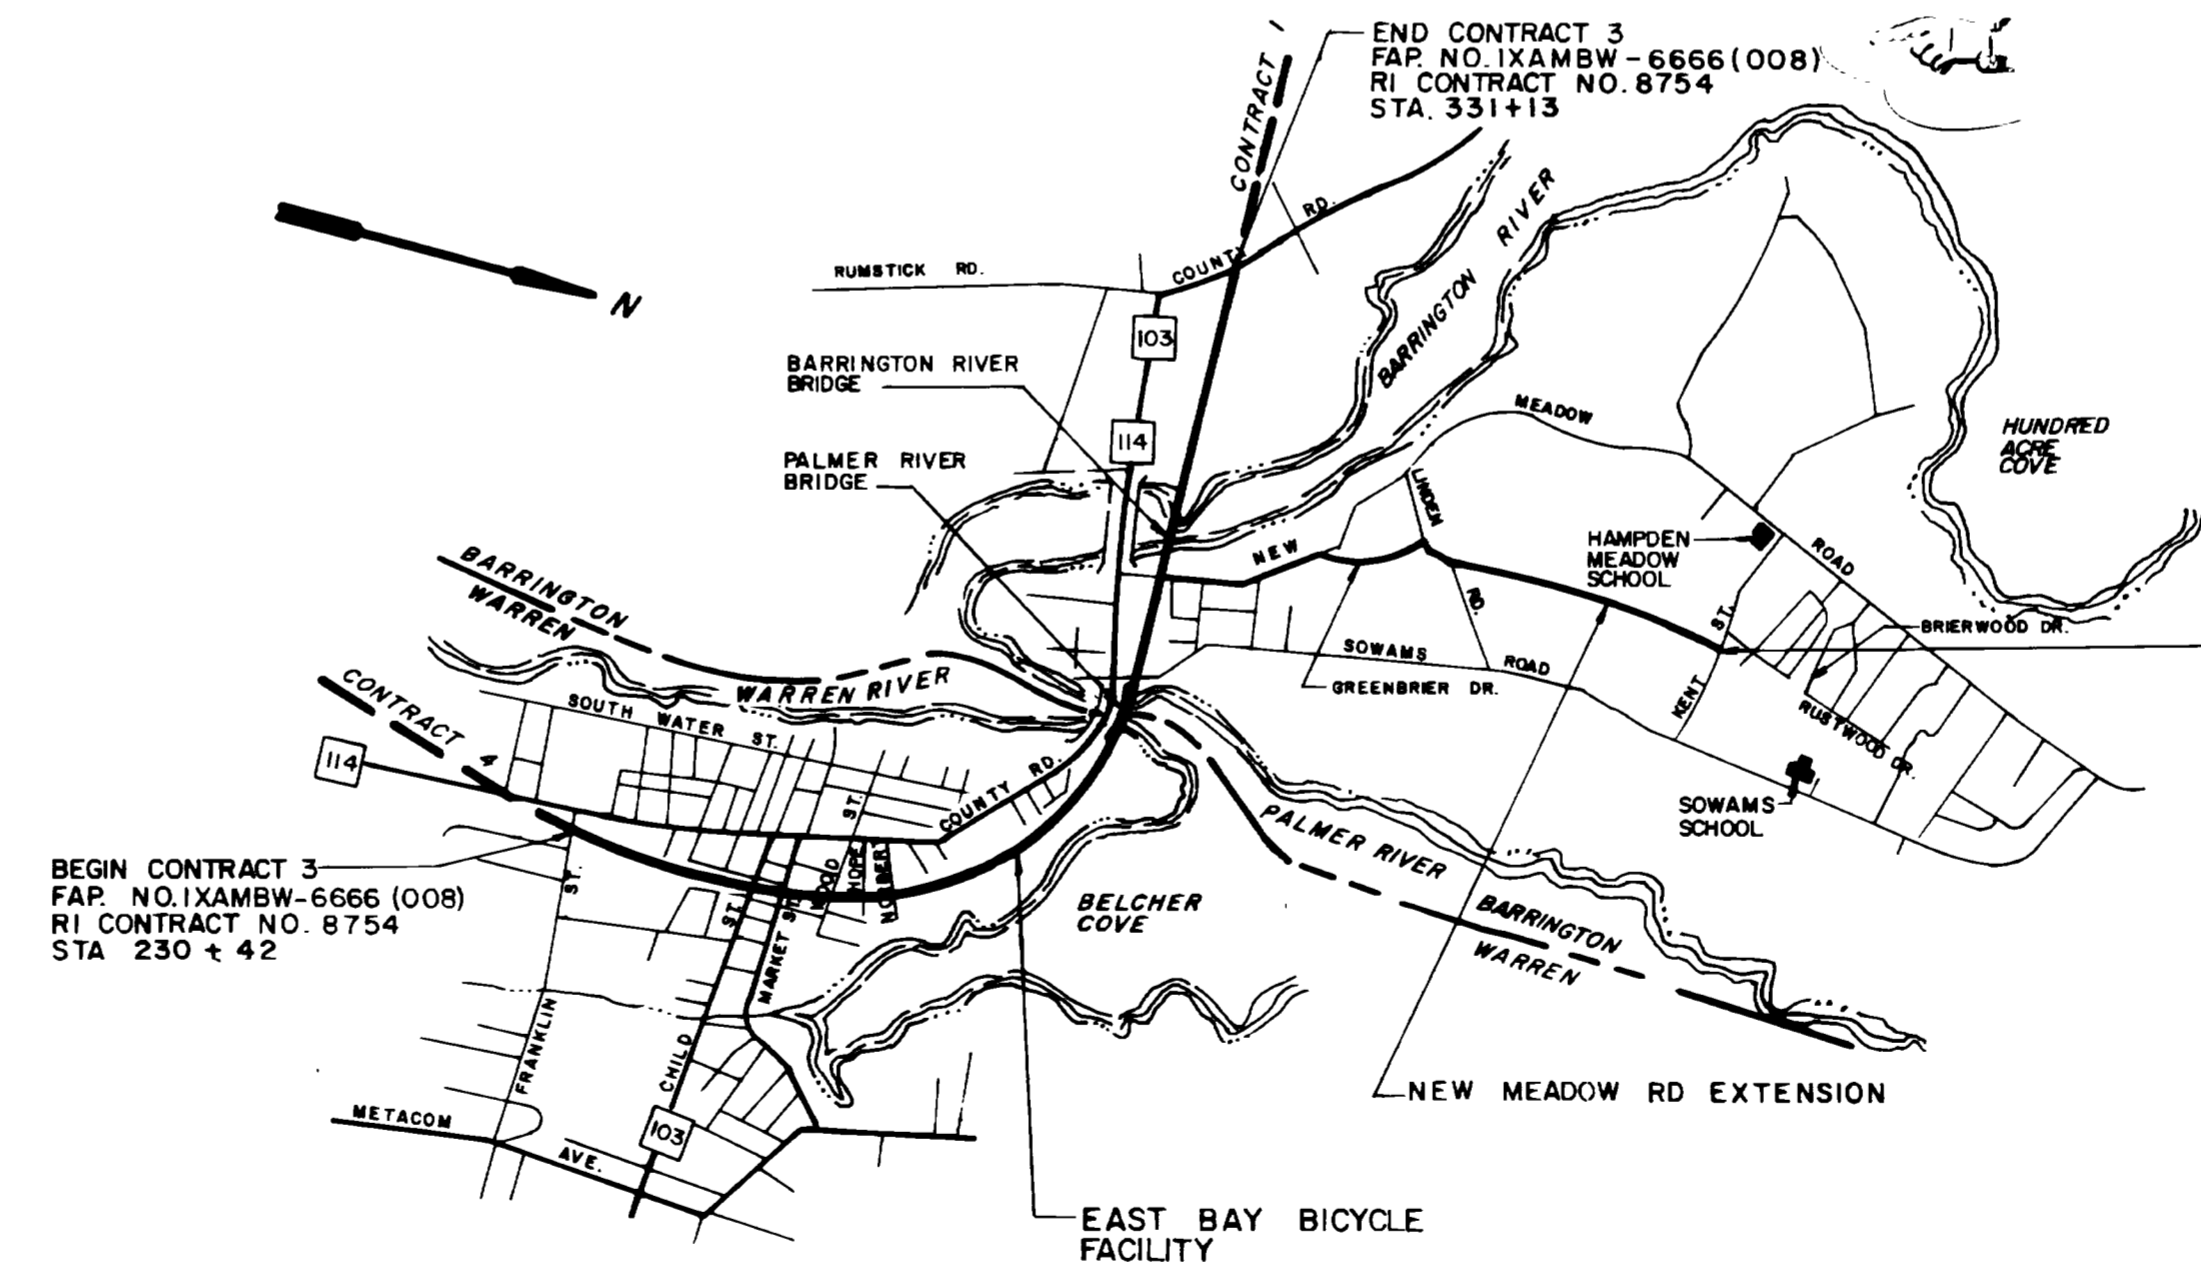 END CONTRACT 3
FAP. NO. IXAMBW-6666(008)
RI CONTRACT NO. 8754
STA. 331+13
CONTRACT 1
COUNTY RD.
RUMSTICK RD.
N
103
114
BARRINGTON RIVER
BARRINGTON RIVER
BRIDGE
PALMER RIVER
BRIDGE
MEADOW
HUNDRED
ACRE
COVE
LINDEN
RD.
NEW
HAMPDEN
MEADOW
SCHOOL
ROAD
ST.
BRIERWOOD DR.
BARRINGTON
WARREN
SOWAMS ROAD
GREENBRIER DR.
KENT
RUSTWOOD DR.
WARREN RIVER
CONTRACT 4
SOUTH WATER ST.
114
COUNTY RD.
ST.
SOWAMS
SCHOOL
PALMER RIVER
BEGIN CONTRACT 3
FAP. NO. IXAMBW-6666 (008)
RI CONTRACT NO. 8754
STA 230 + 42
ST.
ST.
MARKET ST.
WOOD
HOPE
NOBERT
BELCHER
COVE
BARRINGTON
WARREN
FRANKLIN
CHILD
NEW MEADOW RD EXTENSION
METACOM
AVE.
103
EAST BAY BICYCLE
FACILITY